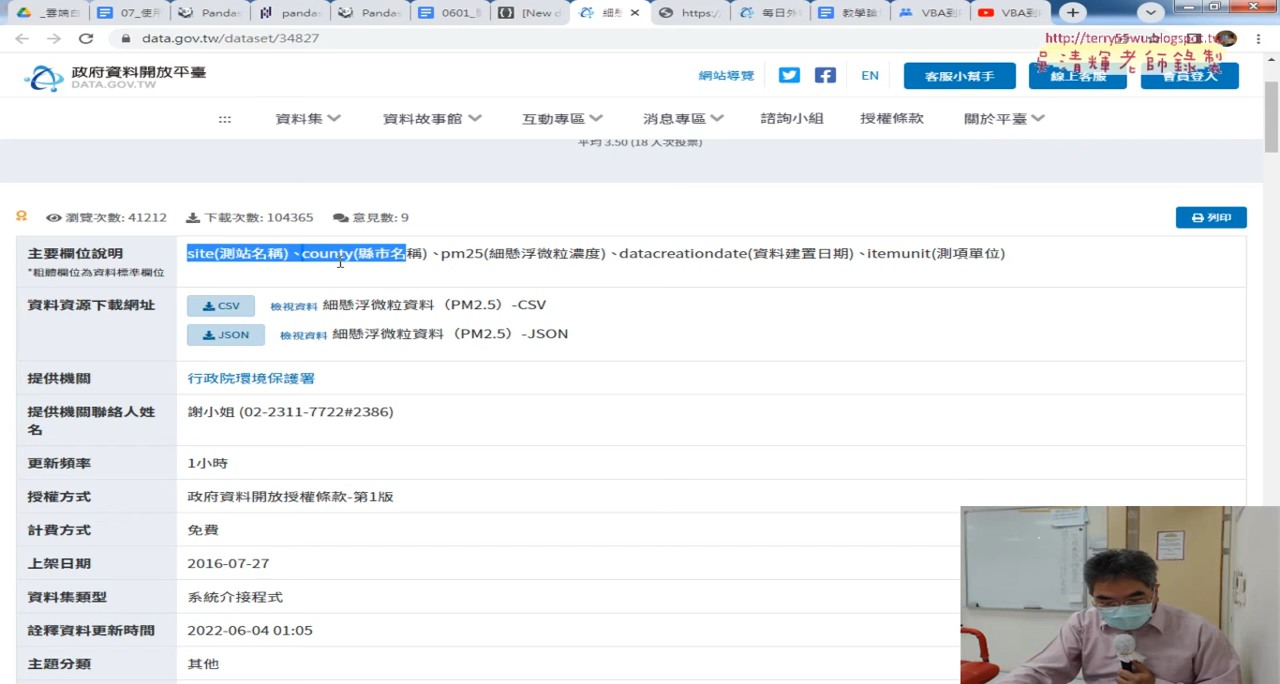 _雲端白
07_使用
Pandas
pandas
Pandas
0601_
[New d
細懸
https:/
每日外
教學論
VBA到
VBA到
data.gov.tw/dataset/34827
http://terry55wu.blogspot.tw
吳清輝老師錄製
政府資料開放平臺
DATA.GOV.TW
網站導覽
EN
客服小幫手
線上客服
會員登入
:::
資料集
資料故事館
互動專區
消息專區
諮詢小組
授權條款
關於平臺
平均 3.50 (18 人次投票)
瀏覽次數: 41212
下載次數: 104365
意見數: 9
列印
主要欄位說明
*粗體欄位為資料標準欄位
site(測站名稱)、county(縣市名稱)、pm25(細懸浮微粒濃度)、datacreationdate(資料建置日期)、itemunit(測項單位)
資料資源下載網址
CSV 檢視資料 細懸浮微粒資料（PM2.5）-CSV
JSON 檢視資料 細懸浮微粒資料（PM2.5）-JSON
提供機關 行政院環境保護署
提供機關聯絡人姓名
謝小姐 (02-2311-7722#2386)
更新頻率 1小時
授權方式 政府資料開放授權條款-第1版
計費方式 免費
上架日期 2016-07-27
資料集類型 系統介接程式
詮釋資料更新時間 2022-06-04 01:05
主題分類 其他